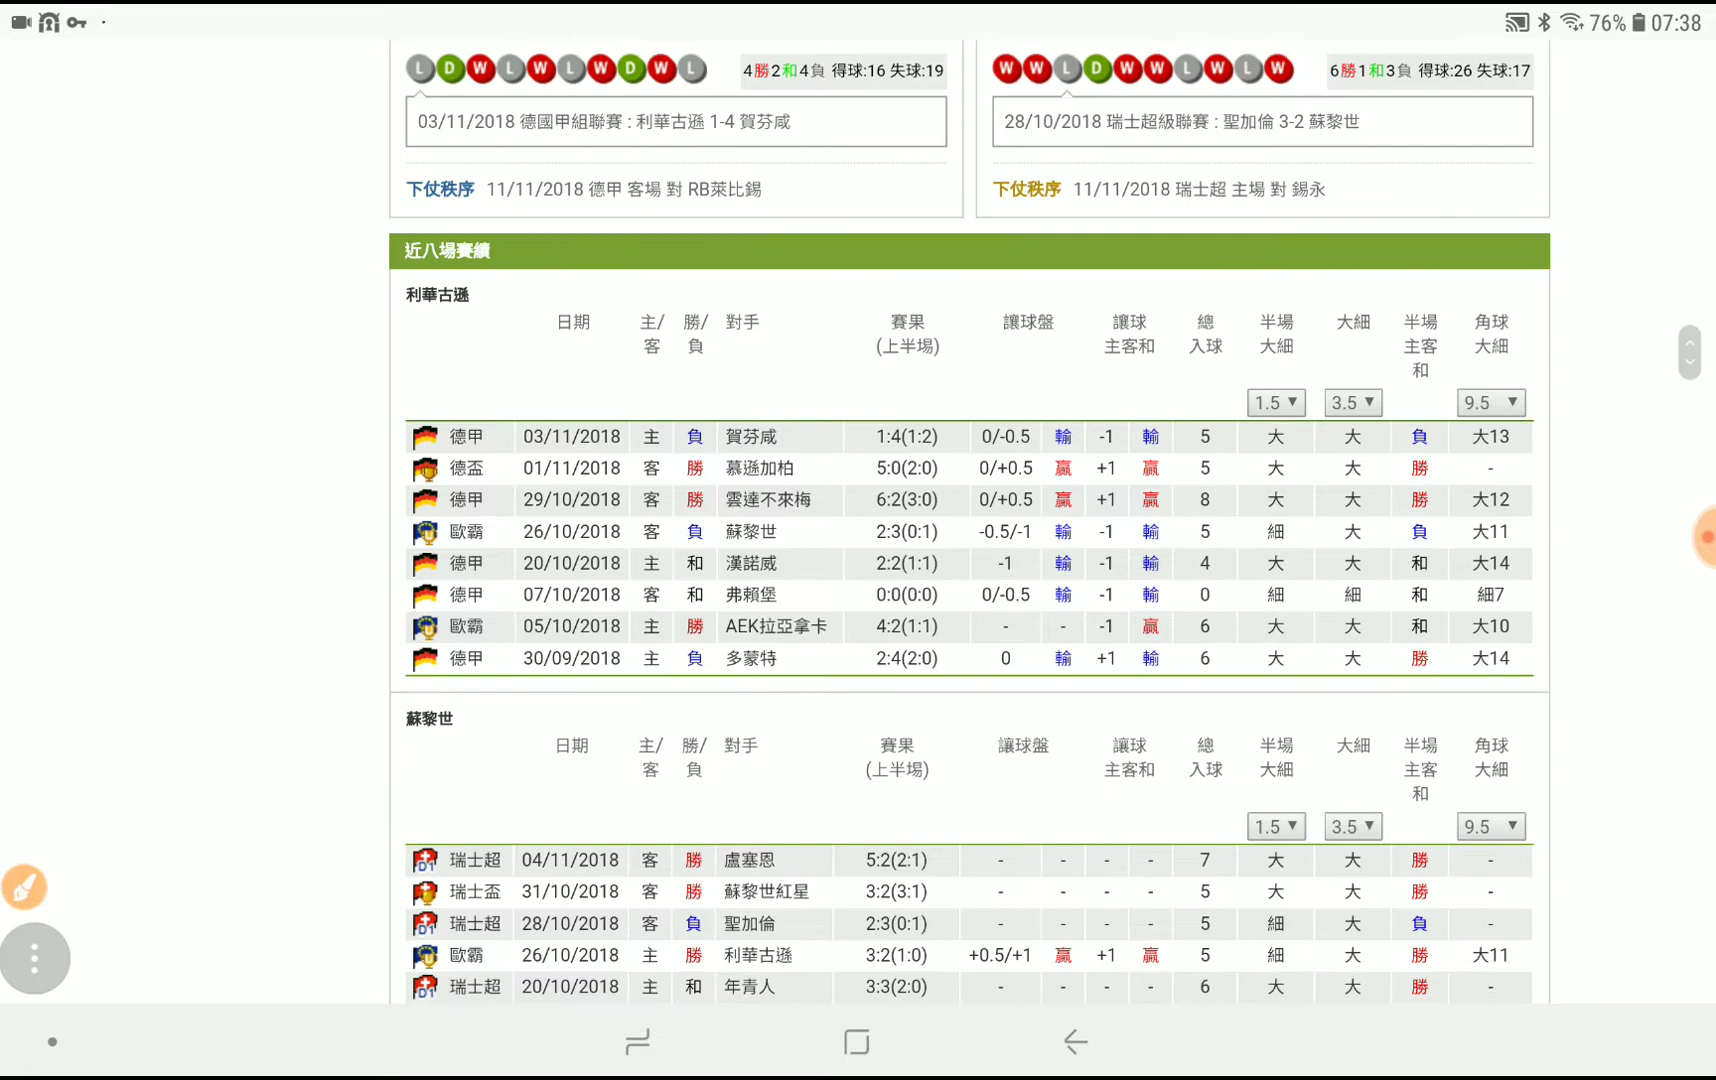 76% 07:38
L D W L W L W D W L 4勝2和4負 得球:16 失球:19
W W L D W W L W L W 6勝1和3負 得球:26 失球:17
03/11/2018 德國甲組聯賽 : 利華古遜 1-4 賀芬咸
28/10/2018 瑞士超級聯賽 : 聖加倫 3-2 蘇黎世
下仗秩序 11/11/2018 德甲 客場 對 RB萊比錫
下仗秩序 11/11/2018 瑞士超 主場 對 錫永
近八場賽績
利華古遜
日期 主/ 勝/ 對手 賽果 讓球盤 讓球 總 半場 大細 半場 角球
客 負 (上半場) 主客和 入球 大細 主客 大細
和
1.5 ▼ 3.5 ▼ 9.5 ▼
德甲 03/11/2018 主 負 賀芬咸 1:4(1:2) 0/-0.5 輸 -1 輸 5 大 大 負 大13
德盃 01/11/2018 客 勝 慕遜加柏 5:0(2:0) 0/+0.5 贏 +1 贏 5 大 大 勝 -
德甲 29/10/2018 客 勝 雲達不來梅 6:2(3:0) 0/+0.5 贏 +1 贏 8 大 大 勝 大12
歐霸 26/10/2018 客 負 蘇黎世 2:3(0:1) -0.5/-1 輸 -1 輸 5 細 大 負 大11
德甲 20/10/2018 主 和 漢諾威 2:2(1:1) -1 輸 -1 輸 4 大 大 和 大14
德甲 07/10/2018 客 和 弗賴堡 0:0(0:0) 0/-0.5 輸 -1 輸 0 細 細 和 細7
歐霸 05/10/2018 主 勝 AEK拉亞拿卡 4:2(1:1) - - -1 贏 6 大 大 和 大10
德甲 30/09/2018 主 負 多蒙特 2:4(2:0) 0 輸 +1 輸 6 大 大 勝 大14
蘇黎世
日期 主/ 勝/ 對手 賽果 讓球盤 讓球 總 半場 大細 半場 角球
客 負 (上半場) 主客和 入球 大細 主客 大細
和
1.5 ▼ 3.5 ▼ 9.5 ▼
D1 瑞士超 04/11/2018 客 勝 盧塞恩 5:2(2:1) - - - - 7 大 大 勝 -
瑞士盃 31/10/2018 客 勝 蘇黎世紅星 3:2(3:1) - - - - 5 大 大 勝 -
D1 瑞士超 28/10/2018 客 負 聖加倫 2:3(0:1) - - - - 5 細 大 負 -
歐霸 26/10/2018 主 勝 利華古遜 3:2(1:0) +0.5/+1 贏 +1 贏 5 細 大 勝 大11
D1 瑞士超 20/10/2018 主 和 年青人 3:3(2:0) - - - - 6 大 大 勝 -